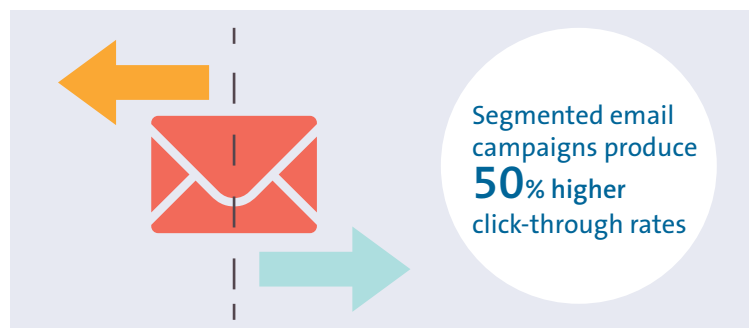 Segmented email
campaigns produce
50% higher
click-through rates